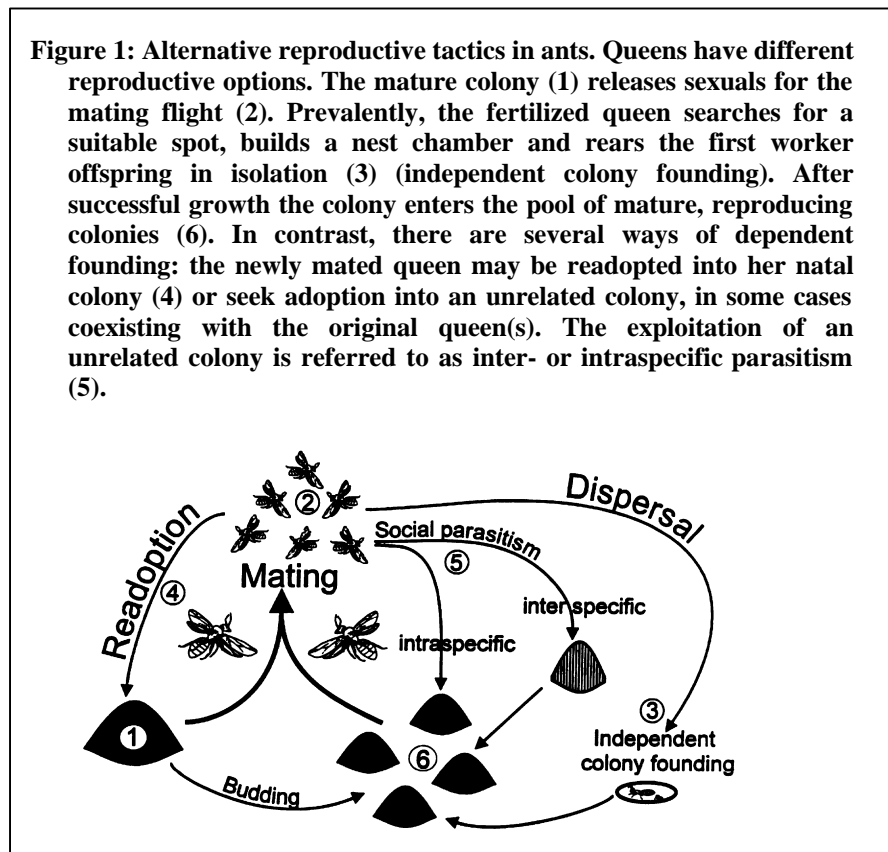 Figure 1: Alternative reproductive tactics in ants. Queens have different
reproductive options. The mature colony (1) releases sexuals for the
mating flight (2). Prevalently, the fertilized queen searches for a
suitable spot, builds a nest chamber and rears the first worker
offspring in isolation (3) (independent colony founding). After
successful growth the colony enters the pool of mature, reproducing
colonies (6). In contrast, there are several ways of dependent
founding: the newly mated queen may be readopted into her natal
colony (4) or seek adoption into an unrelated colony, in some cases
coexisting with the original queen(s). The exploitation of an
unrelated colony is referred to as inter- or intraspecific parasitism
(5).
Dispersal
2
Social parasitism
5
Readoption
4
Mating
inter specific
intraspecific
3
1
Independent
colony founding
6
Budding